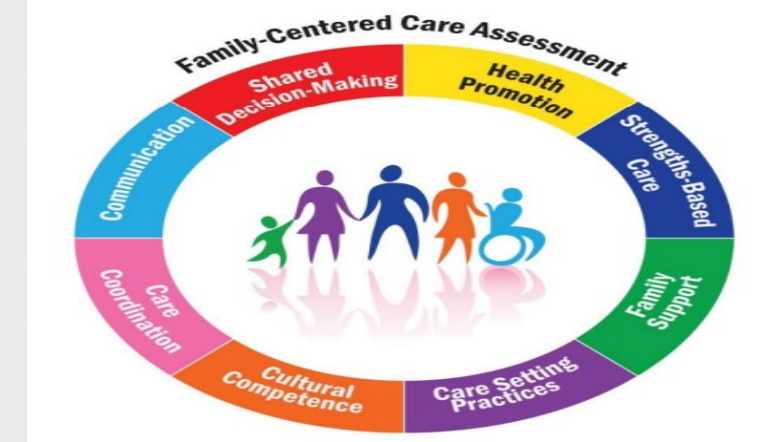 Family-Centered Care Assessment
Shared
Decision-Making
Health
Promotion
Strengths-Based
Care
Family
Support
Care Setting
Practices
Cultural
Competence
Care
Coordination
Communication